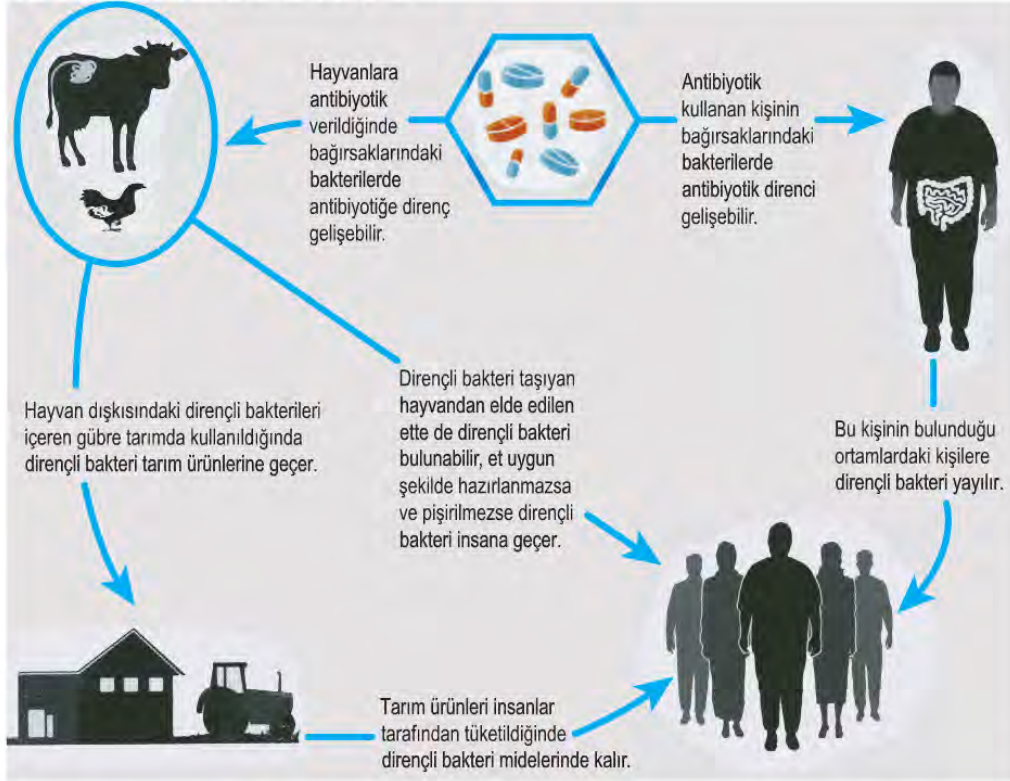 Hayvanlara
antibiyotik
verildiğinde
bağırsaklarındaki
bakterilerde
antibiyotiğe direnç
gelişebilir.
Antibiyotik
kullanan kişinin
bağırsaklarındaki
bakterilerde
antibiyotik direnci
gelişebilir.
Hayvan dışkısındaki dirençli bakterileri
içeren gübre tarımda kullanıldığında
dirençli bakteri tarım ürünlerine geçer.
Dirençli bakteri taşıyan
hayvandan elde edilen
ette de dirençli bakteri
bulunabilir, et uygun
şekilde hazırlanmazsa
ve pişirilmezse dirençli
bakteri insana geçer.
Bu kişinin bulunduğu
ortamlardaki kişilere
dirençli bakteri yayılır.
Tarım ürünleri insanlar
tarafından tüketildiğinde
dirençli bakteri midelerinde kalır.